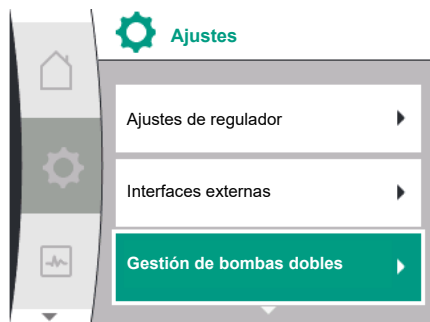 Ajustes
Ajustes de regulador
Interfaces externas
Gestión de bombas dobles